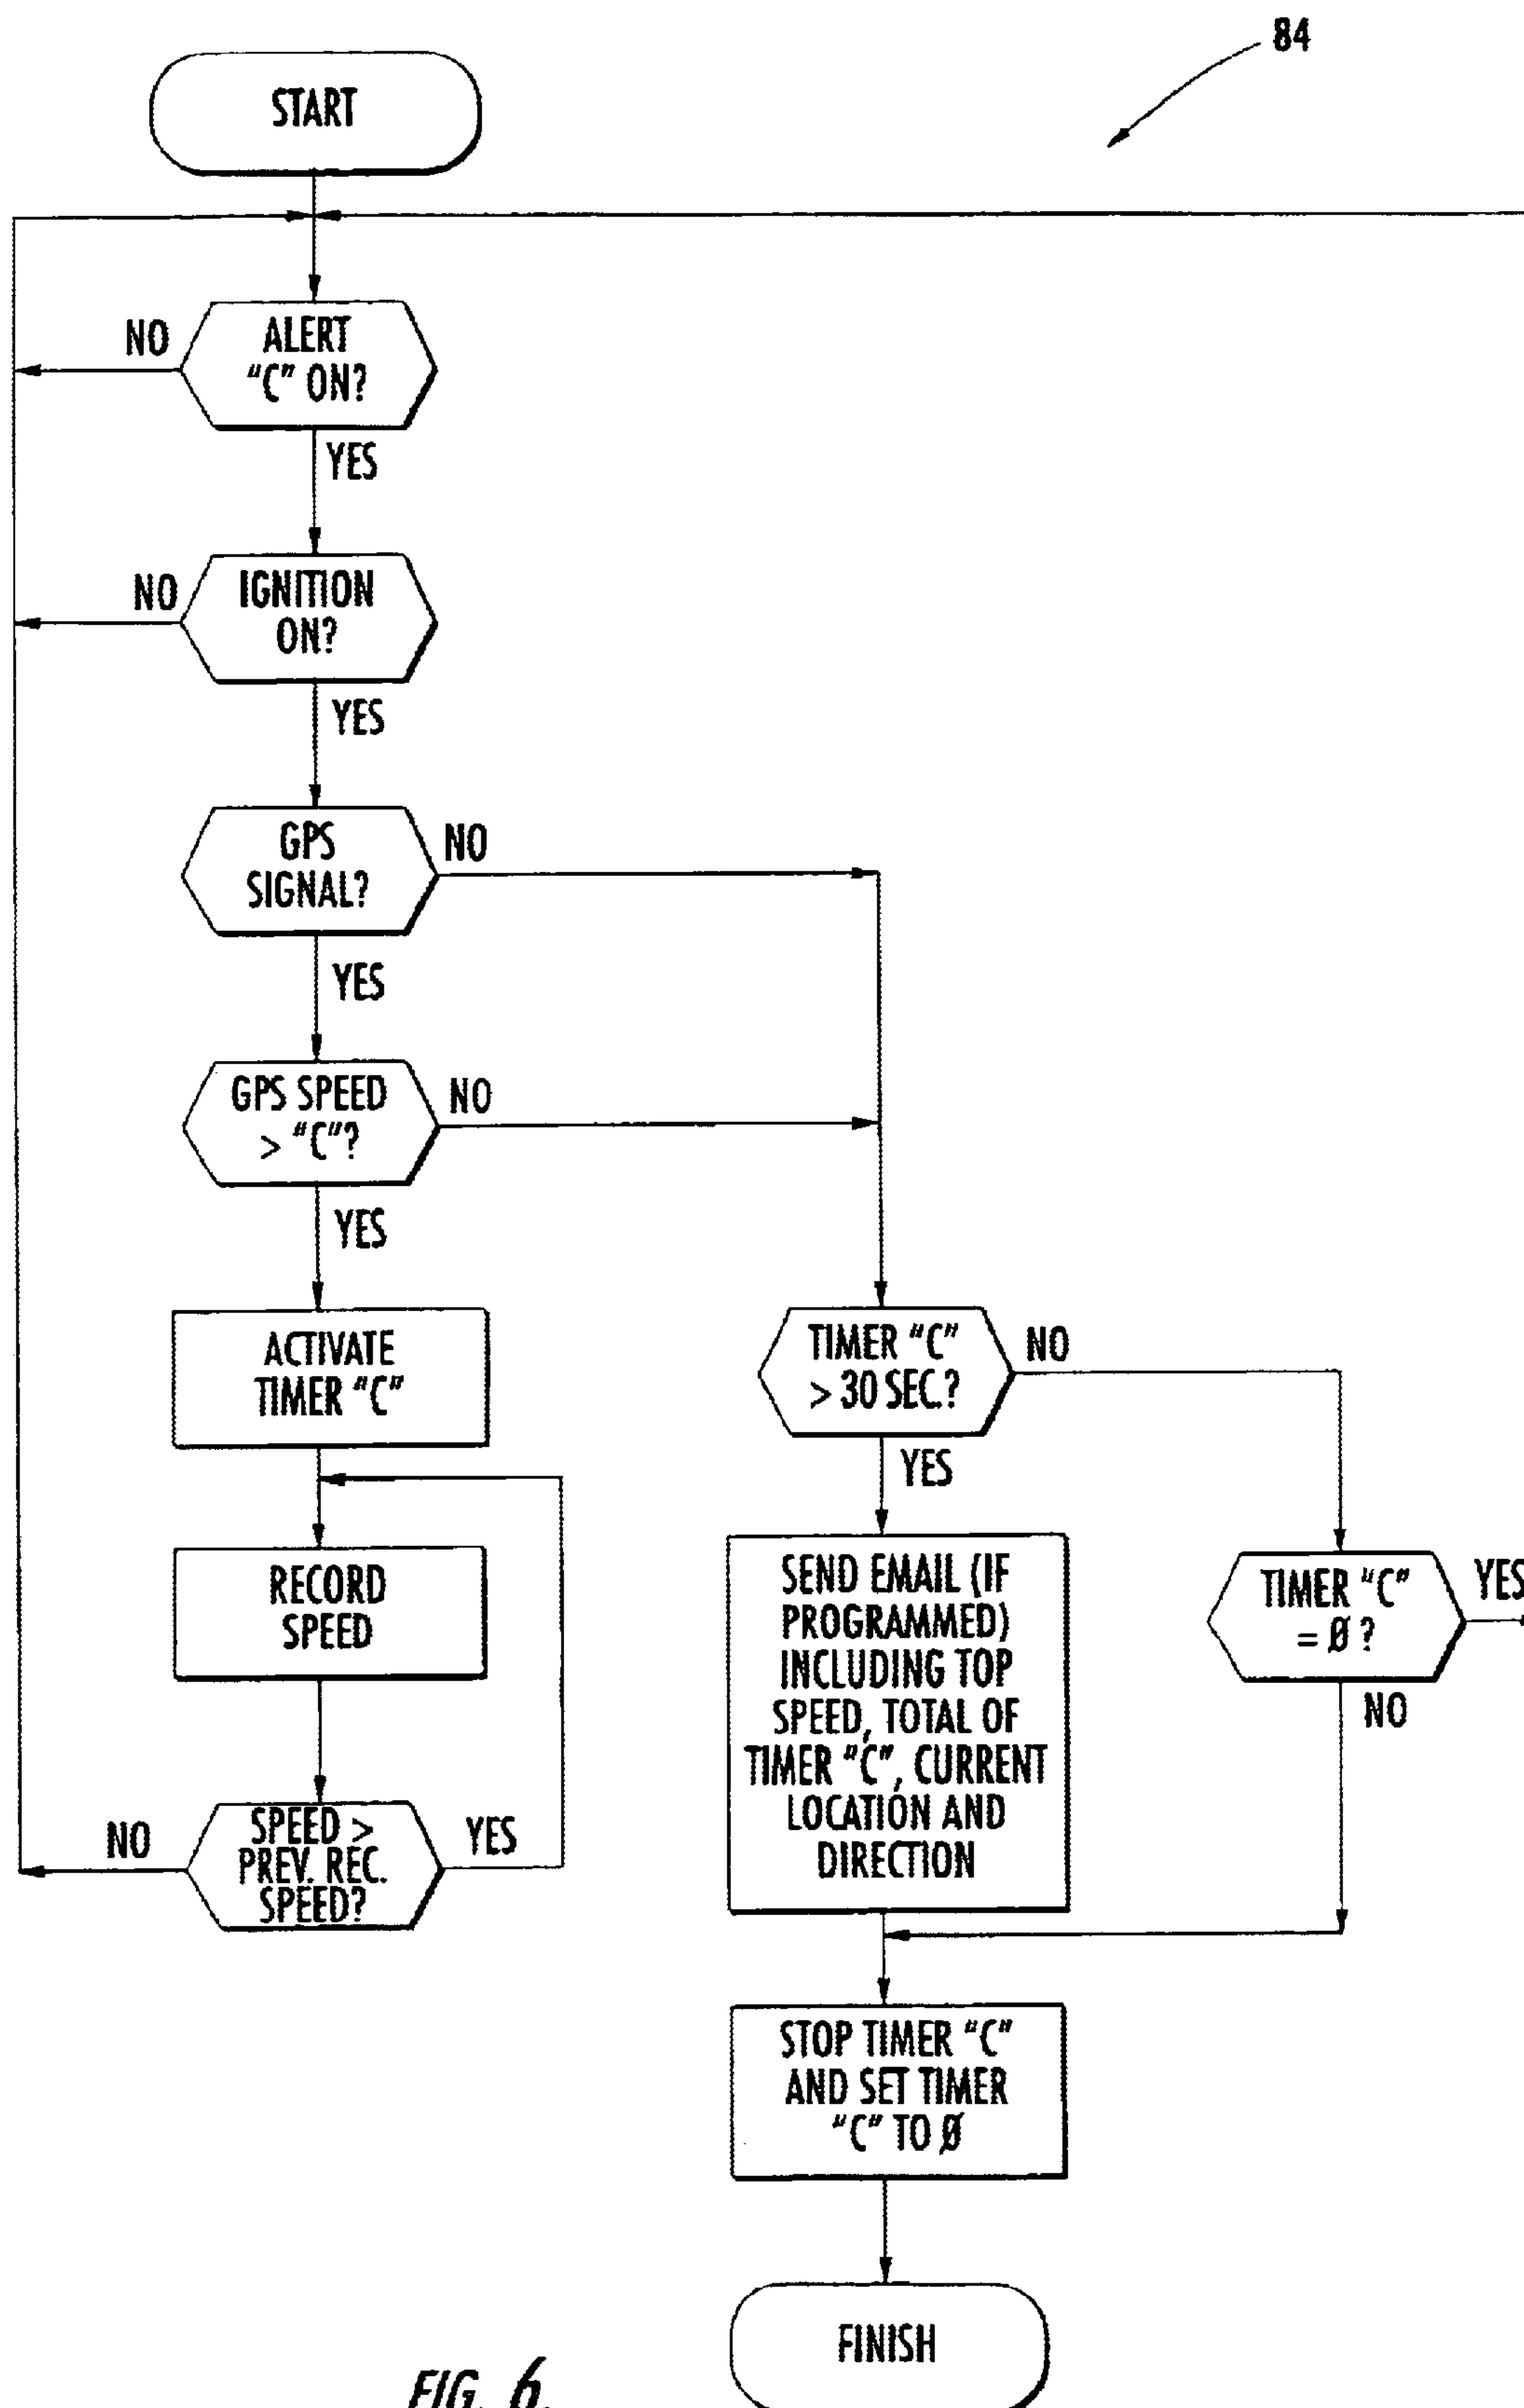 84
START
NO
ALERT
“C” ON?
YES
NO
IGNITION
ON?
YES
GPS
SIGNAL?
NO
YES
GPS SPEED
> “C”?
NO
YES
ACTIVATE
TIMER “C”
TIMER “C”
> 30 SEC.?
NO
YES
RECORD
SPEED
SEND EMAIL (IF
PROGRAMMED)
INCLUDING TOP
SPEED, TOTAL OF
TIMER “C”, CURRENT
LOCATION AND
DIRECTION
TIMER “C”
= Ø ?
YES
NO
NO
SPEED >
PREV. REC.
SPEED?
YES
STOP TIMER “C”
AND SET TIMER
“C” TO Ø
FINISH
FIG. 6.